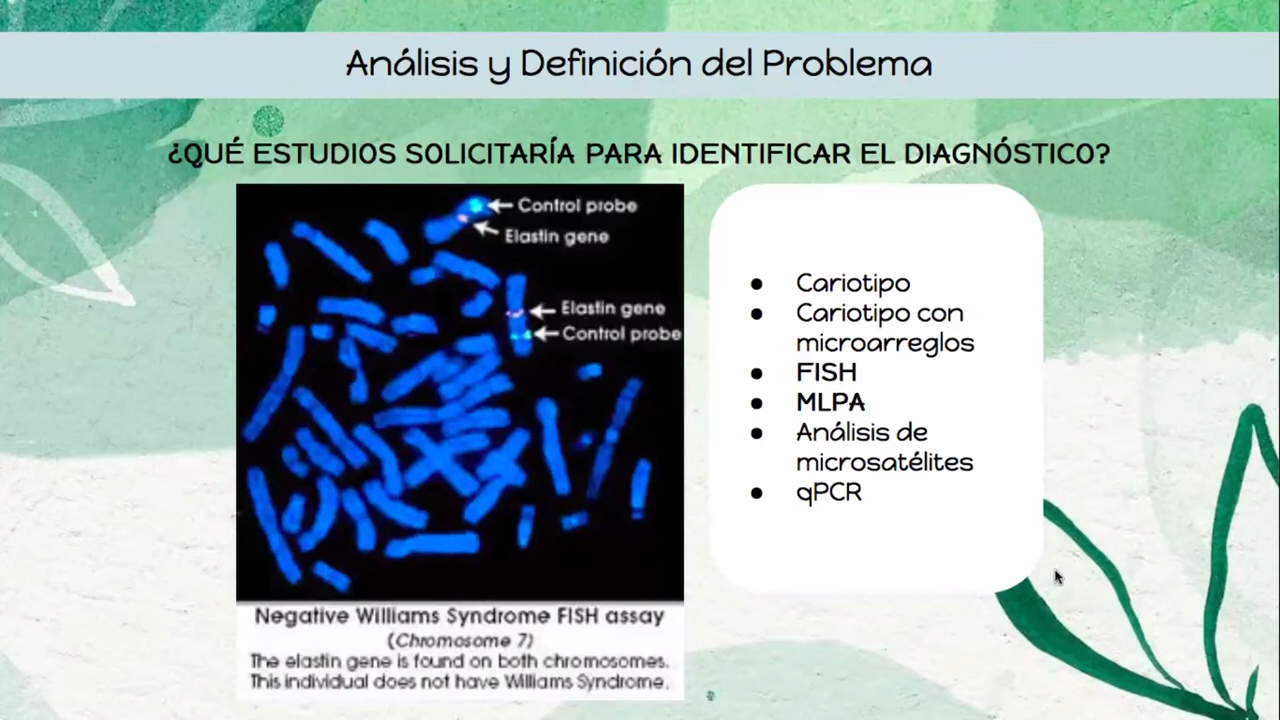 Análisis y Definición del Problema
¿QUÉ ESTUDIOS SOLICITARÍA PARA IDENTIFICAR EL DIAGNÓSTICO?
Control probe
Elastin gene
Elastin gene
Control probe
Negative Williams Syndrome FISH assay
(Chromosome 7)
The elastin gene is found on both chromosomes.
This individual does not have Williams Syndrome.
● Cariotipo
● Cariotipo con
microarreglos
● FISH
● MLPA
● Análisis de
microsatélites
● qPCR